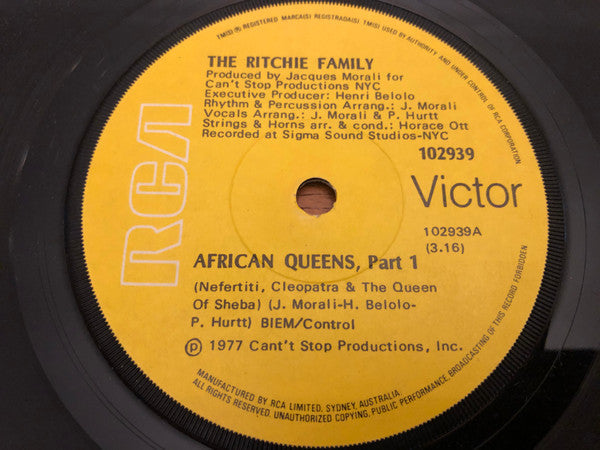 TM(S) ® REGISTERED MARCA(S) REGISTRADA(S). TM(S) USED BY AUTHORITY AND UNDER CONTROL OF RCA CORPORATION
THE RITCHIE FAMILY
Produced by Jacques Morali for
Can't Stop Productions NYC
Executive Producer: Henri Belolo
Rhythm & Percussion Arrang.: J. Morali
Vocals Arrang.: J. Morali & P. Hurtt
Strings & Horns arr. & cond.: Horace Ott
Recorded at Sigma Sound Studios-NYC
102939
RCA
Victor
102939A
(3.16)
AFRICAN QUEENS, Part 1
(Nefertiti, Cleopatra & The Queen
Of Sheba) (J. Morali-H. Belolo-
P. Hurtt) BIEM/Control
℗ 1977 Cant't Stop Productions, Inc.
MANUFACTURED BY RCA LIMITED, SYDNEY, AUSTRALIA.
ALL RIGHTS RESERVED. UNAUTHORIZED COPYING, PUBLIC PERFORMANCE, BROADCASTING OF THIS RECORD FORBIDDEN